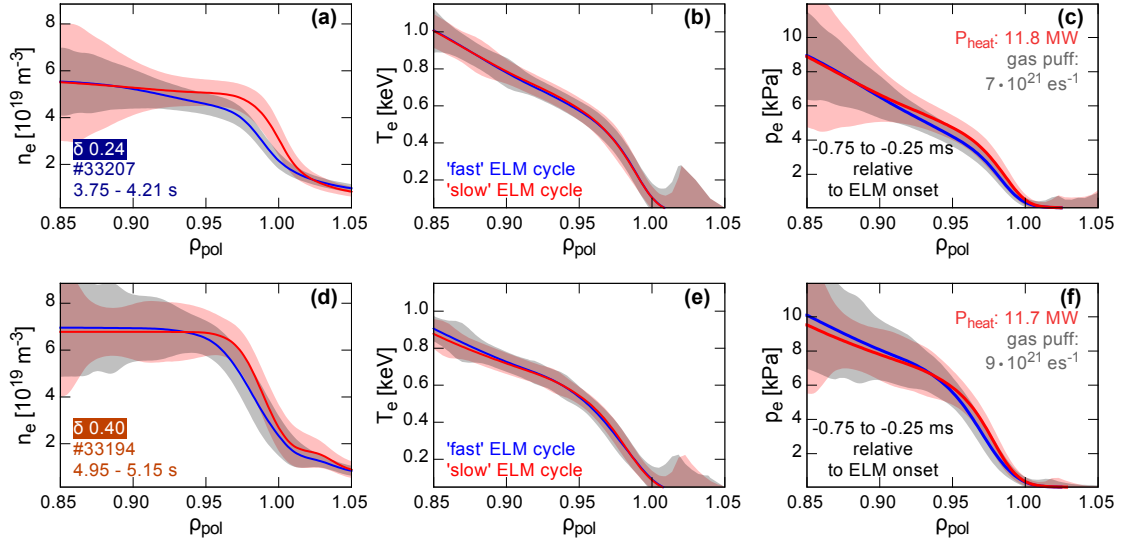 (a)
n_e [10^19 m^-3]
8
6
4
2
δ 0.24
#33207
3.75 - 4.21 s
0.85 0.90 0.95 1.00 1.05
ρ_pol
(b)
T_e [keV]
1.0
0.8
0.6
0.4
0.2
'fast' ELM cycle
'slow' ELM cycle
0.85 0.90 0.95 1.00 1.05
ρ_pol
(c)
p_e [kPa]
10
8
6
4
2
P_heat: 11.8 MW
gas puff:
7•10^21 es^-1
-0.75 to -0.25 ms
relative
to ELM onset
0.85 0.90 0.95 1.00 1.05
ρ_pol
(d)
n_e [10^19 m^-3]
8
6
4
2
δ 0.40
#33194
4.95 - 5.15 s
0.85 0.90 0.95 1.00 1.05
ρ_pol
(e)
T_e [keV]
1.0
0.8
0.6
0.4
0.2
'fast' ELM cycle
'slow' ELM cycle
0.85 0.90 0.95 1.00 1.05
ρ_pol
(f)
p_e [kPa]
10
8
6
4
2
P_heat: 11.7 MW
gas puff:
9•10^21 es^-1
-0.75 to -0.25 ms
relative
to ELM onset
0.85 0.90 0.95 1.00 1.05
ρ_pol